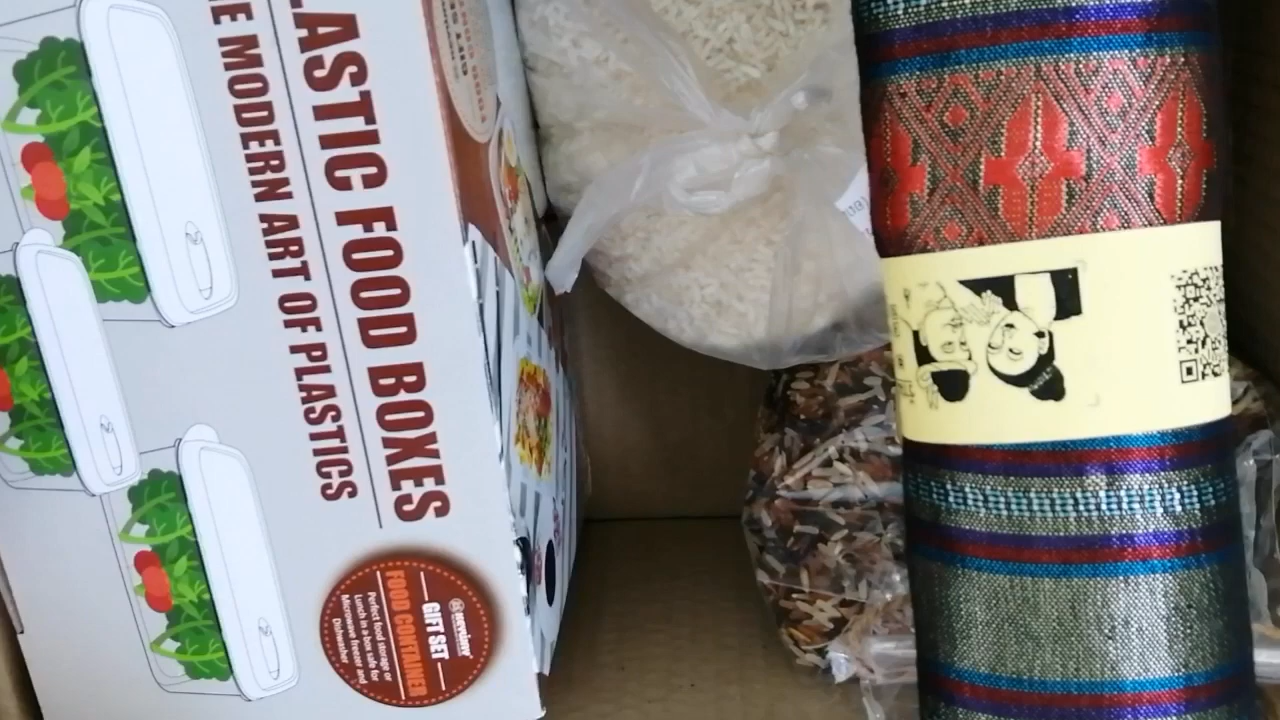 LASTIC FOOD BOXES
E MODERN ART OF PLASTICS
GIFT SET
FOOD CONTAINER
Perfect food storage or
Lunch in a box safe for
Microwave freezer and
Dishwasher